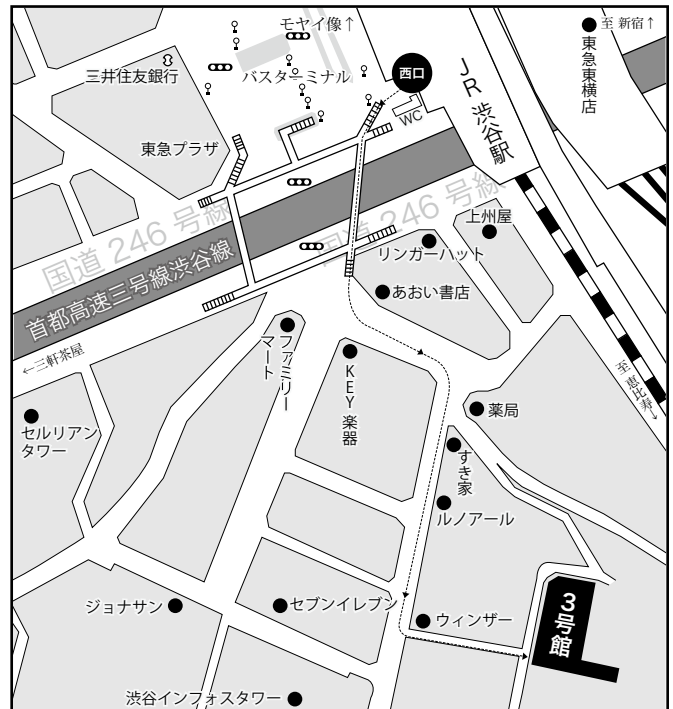 モヤイ像↑
至 新宿↑
東急東横店
三井住友銀行
バスターミナル
西口
JR 渋谷駅
WC
東急プラザ
国道 246 号線
国道 246 号線
首都高速三号線渋谷線
上州屋
リンガーハット
あおい書店
←三軒茶屋
ファミリー
マート
KEY楽器
至 恵比寿→
薬局
セルリアン
タワー
すき家
ルノアール
3号館
ジョナサン
セブンイレブン
ウィンザー
渋谷インフォスタワー